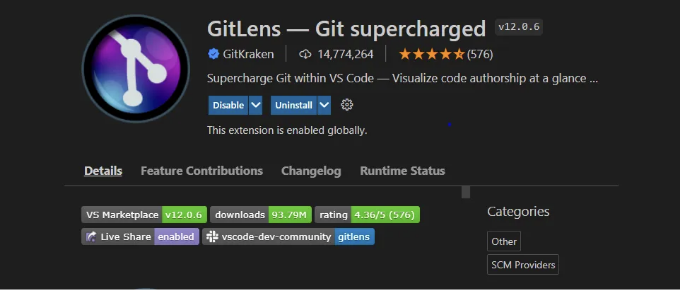 GitLens — Git supercharged v12.0.6
GitKraken 14,774,264 (576)
Supercharge Git within VS Code — Visualize code authorship at a glance ...
Disable Uninstall
This extension is enabled globally.
Details Feature Contributions Changelog Runtime Status
VS Marketplace v12.0.6 downloads 93.79M rating 4.36/5 (576)
Live Share enabled vscode-dev-community gitlens
Categories
Other
SCM Providers